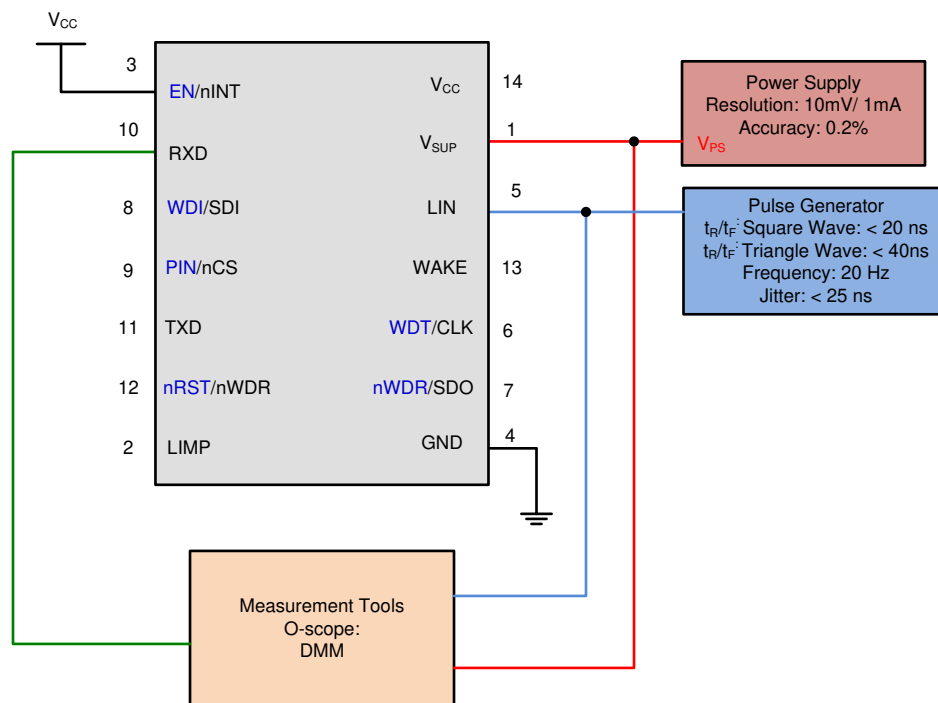 VCC
3
EN/nINT
10
RXD
8
WDI/SDI
9
PIN/nCS
11
TXD
12
nRST/nWDR
2
LIMP
VCC
14
VSUP
1
LIN
5
WAKE
13
WDT/CLK
6
nWDR/SDO
7
GND
4
Power Supply
Resolution: 10mV/ 1mA
Accuracy: 0.2%
VPS
Pulse Generator
tR/tF: Square Wave: < 20 ns
tR/tF: Triangle Wave: < 40ns
Frequency: 20 Hz
Jitter: < 25 ns
Measurement Tools
O-scope:
DMM